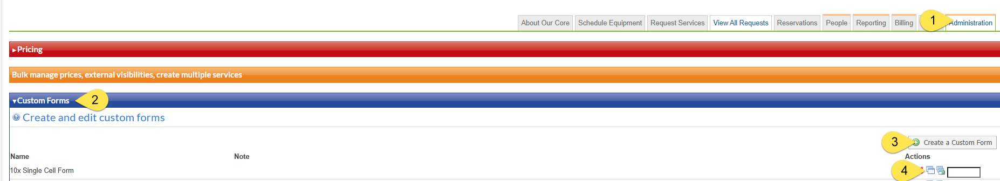 About Our Core Schedule Equipment Request Services View All Requests Reservations People Reporting Billing 1 Administration
▸Pricing
Bulk manage prices, external visibilities, create multiple services
▾Custom Forms 2
Create and edit custom forms
3 Create a Custom Form
Name Note Actions
10x Single Cell Form 4